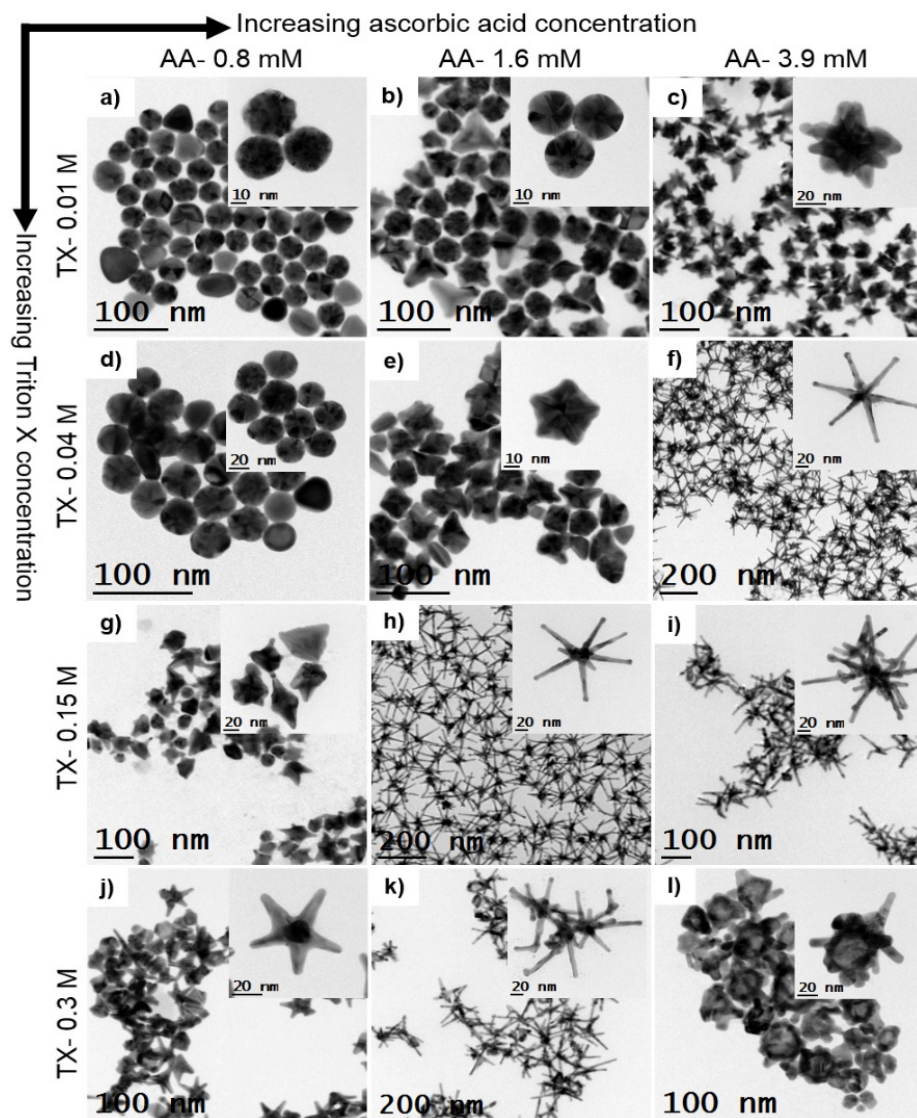 Increasing ascorbic acid concentration
AA- 0.8 mM
AA- 1.6 mM
AA- 3.9 mM
Increasing Triton X concentration
TX- 0.01 M
a)
10 nm
100 nm
b)
10 nm
100 nm
c)
20 nm
100 nm
TX- 0.04 M
d)
20 nm
100 nm
e)
10 nm
100 nm
f)
20 nm
200 nm
TX- 0.15 M
g)
20 nm
100 nm
h)
20 nm
200 nm
i)
20 nm
100 nm
TX- 0.3 M
j)
20 nm
100 nm
k)
20 nm
200 nm
l)
20 nm
100 nm